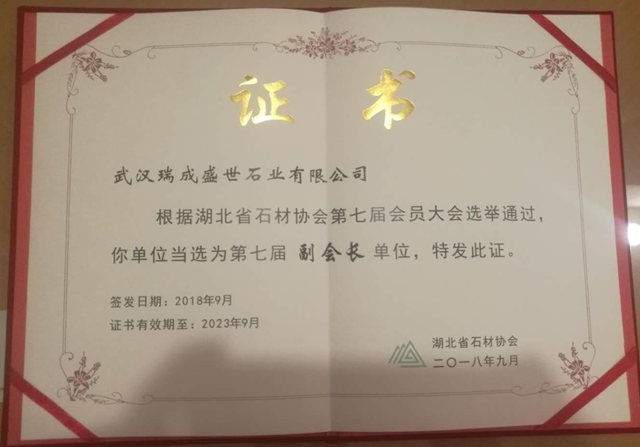 证书
武汉瑞成盛世石业有限公司
根据湖北省石材协会第七届会员大会选举通过，
你单位当选为第七届 副会长 单位，特发此证。
签发日期：2018年9月
证书有效期至：2023年9月
湖北省石材协会
二〇一八年九月